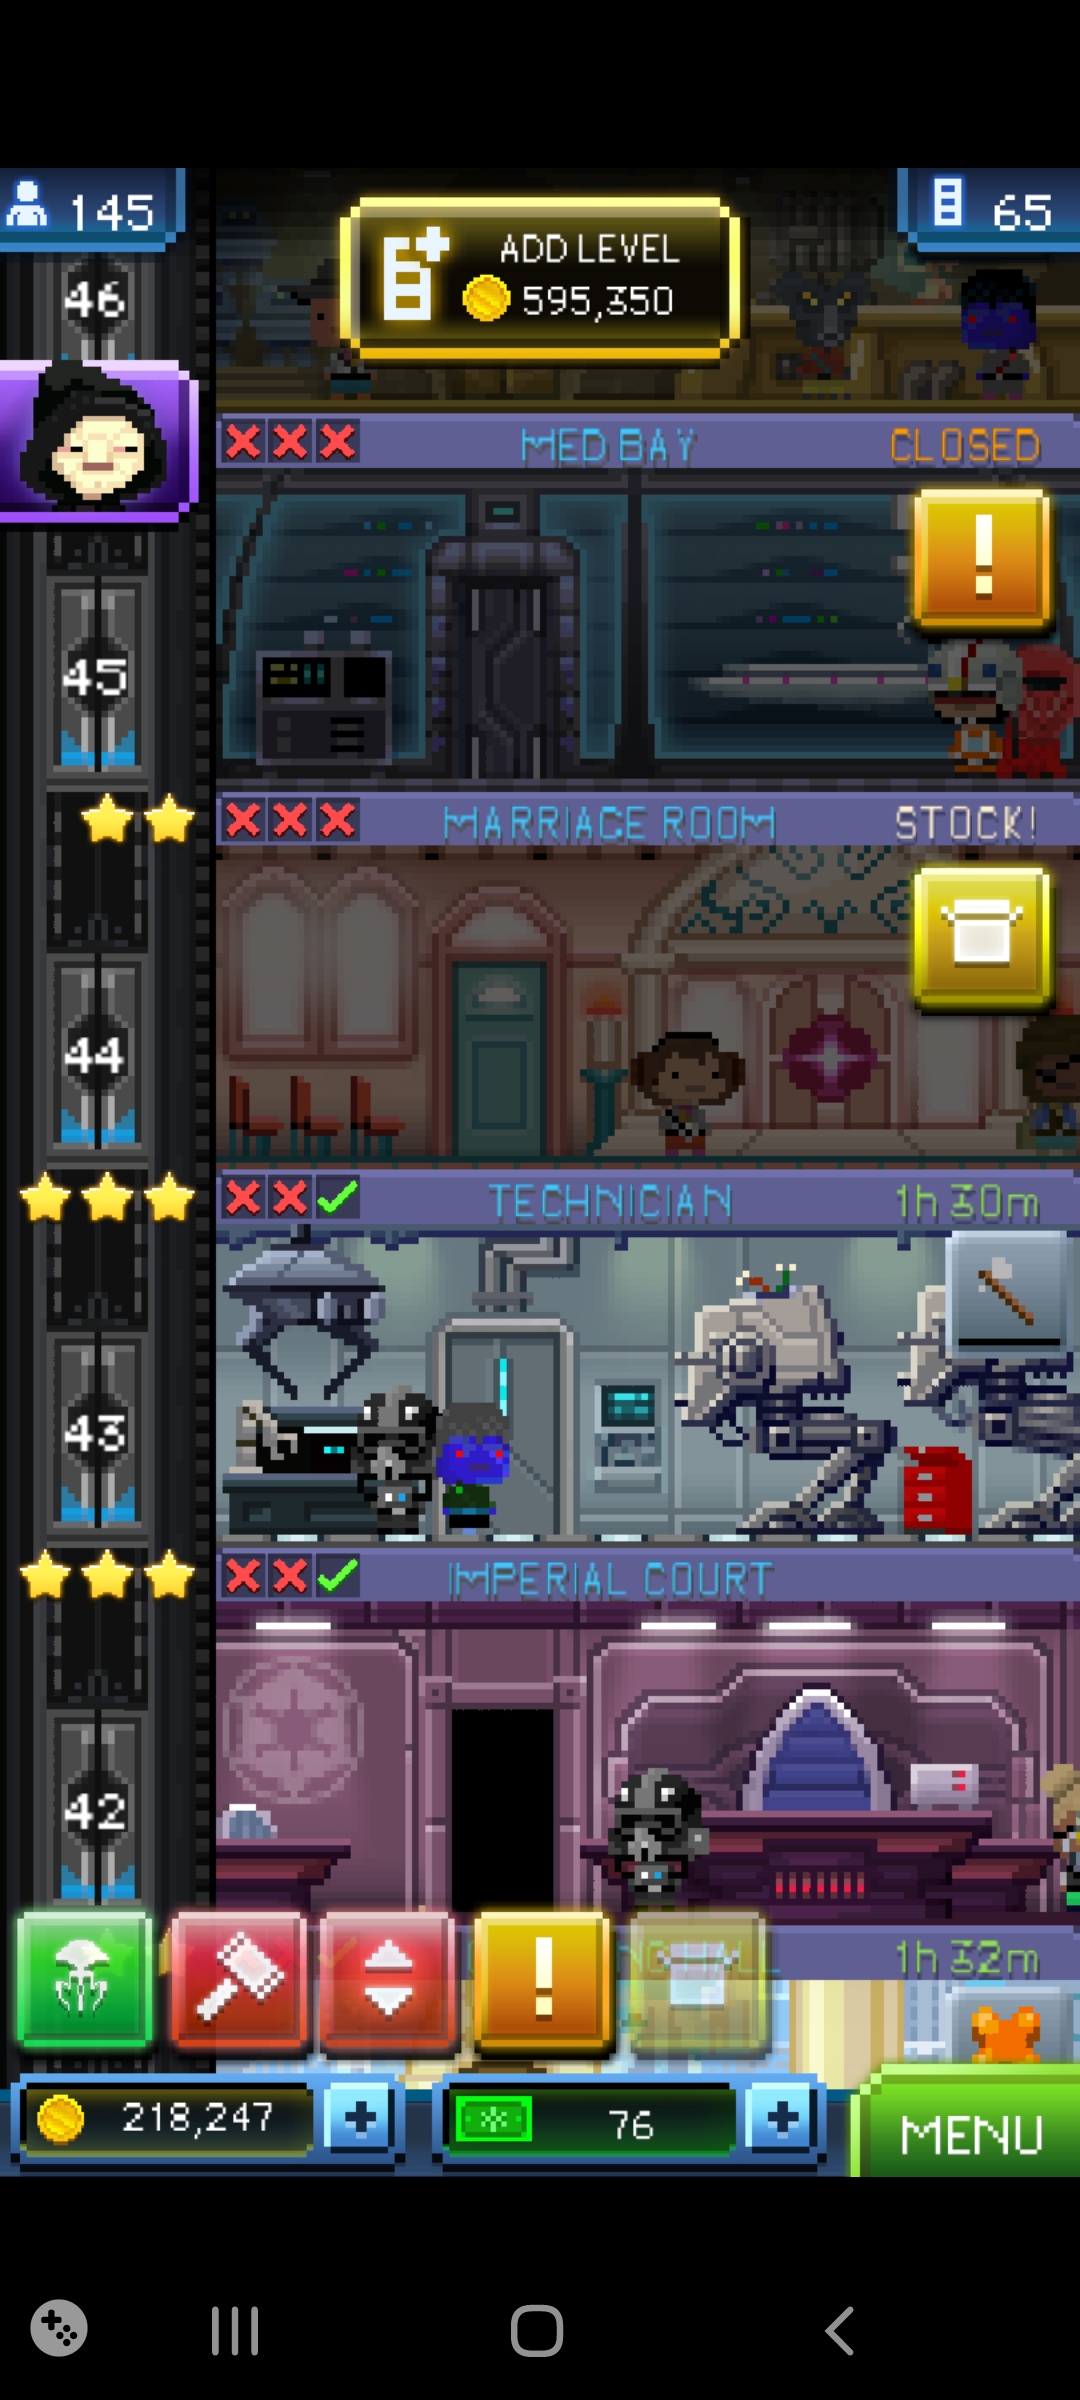 145
ADD LEVEL
595,350
65
46
MED BAY
CLOSED
!
45
MARRIAGE ROOM
STOCK!
44
TECHNICIAN
1h 30m
43
IMPERIAL COURT
42
1h 32m
!
218,247
+
76
+
MENU